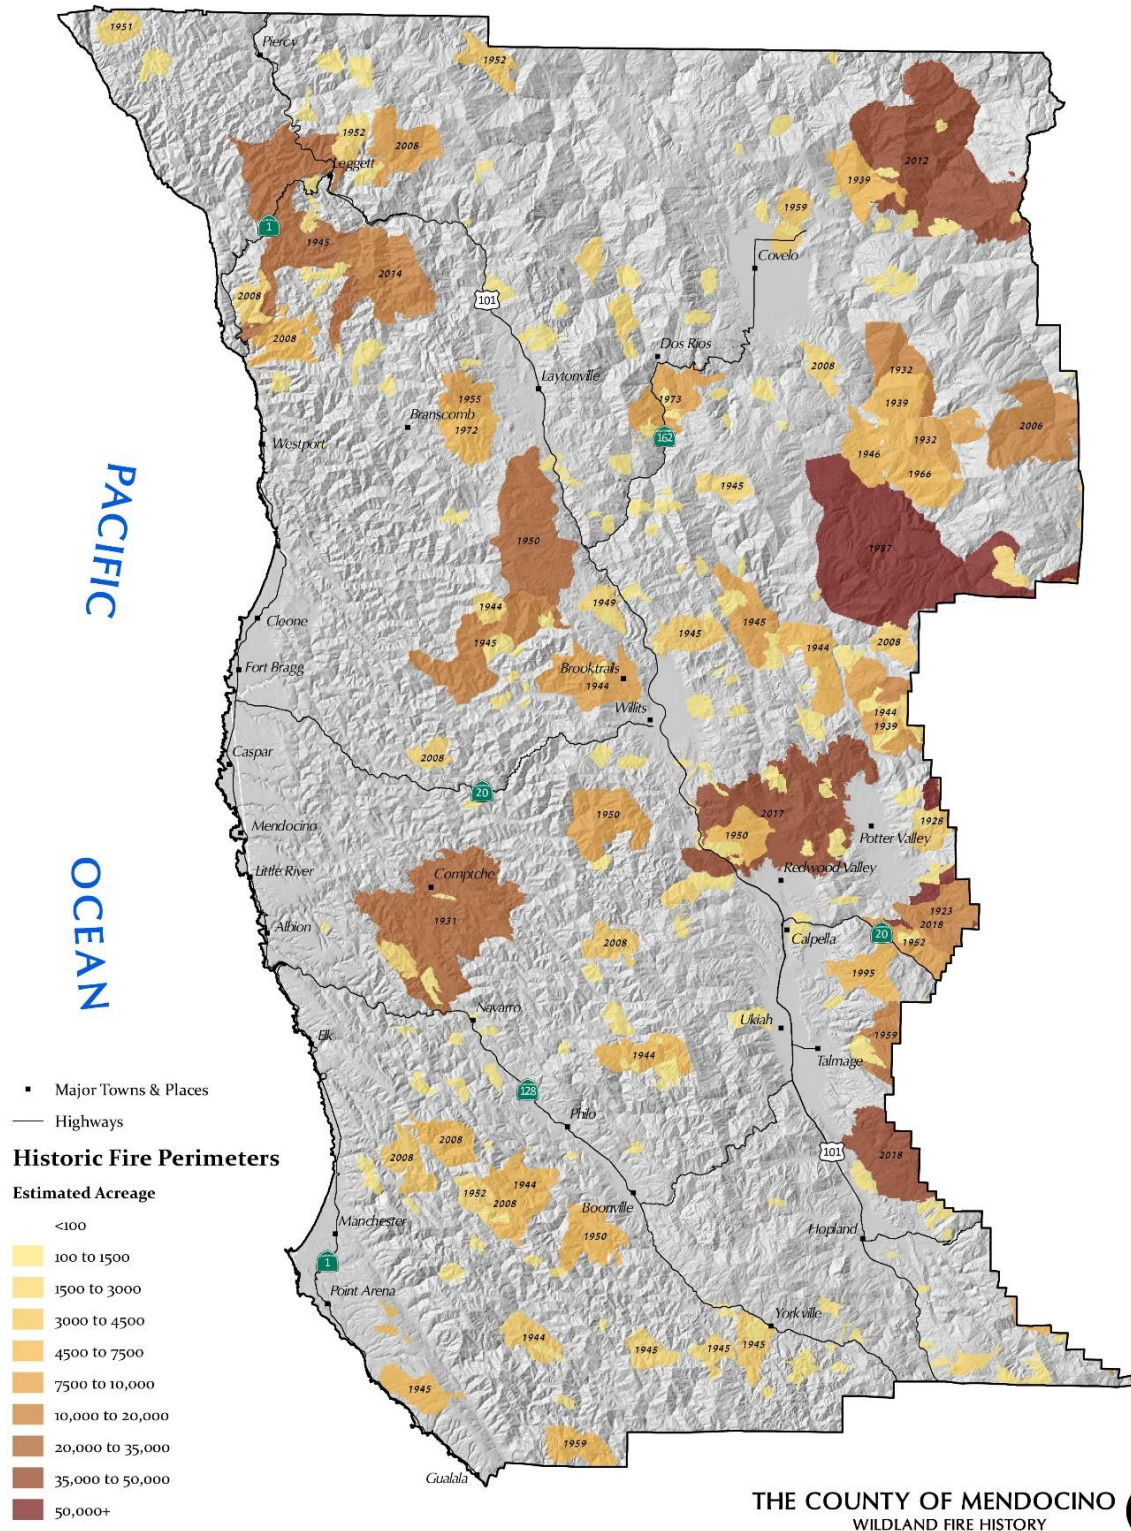 1951
Piercy
1952
1952
2008
Leggett
2012
1939
1959
1
1945
Covelo
2014
2008
101
2008
Dos Rios
2008
1932
Laytonville
1955
1973
1939
Branscomb
1972
162
1932
2006
Westport
1946
1966
1945
PACIFIC
1950
1987
1944
1949
Cleone
1945
1945
1945
1944
2008
Fort Bragg
Brooktrails
1944
Willits
1944
1939
Caspar
2008
20
1950
2017
1928
Mendocino
1950
Potter Valley
Little River
Comptche
Redwood Valley
OCEAN
1931
1923
Albion
2018
2008
Calpella
20
1952
1995
Navarro
Ukiah
1959
Elk
1944
Talmage
128
Philo
2008
2008
101
2018
1952
1944
2008
Boonville
Manchester
1950
Hopland
1
Point Arena
Yorkville
1944
1945
1945
1945
1945
1959
Gualala
Major Towns & Places
Highways
Historic Fire Perimeters
Estimated Acreage
<100
100 to 1500
1500 to 3000
3000 to 4500
4500 to 7500
7500 to 10,000
10,000 to 20,000
20,000 to 35,000
35,000 to 50,000
50,000+
THE COUNTY OF MENDOCINO
WILDLAND FIRE HISTORY